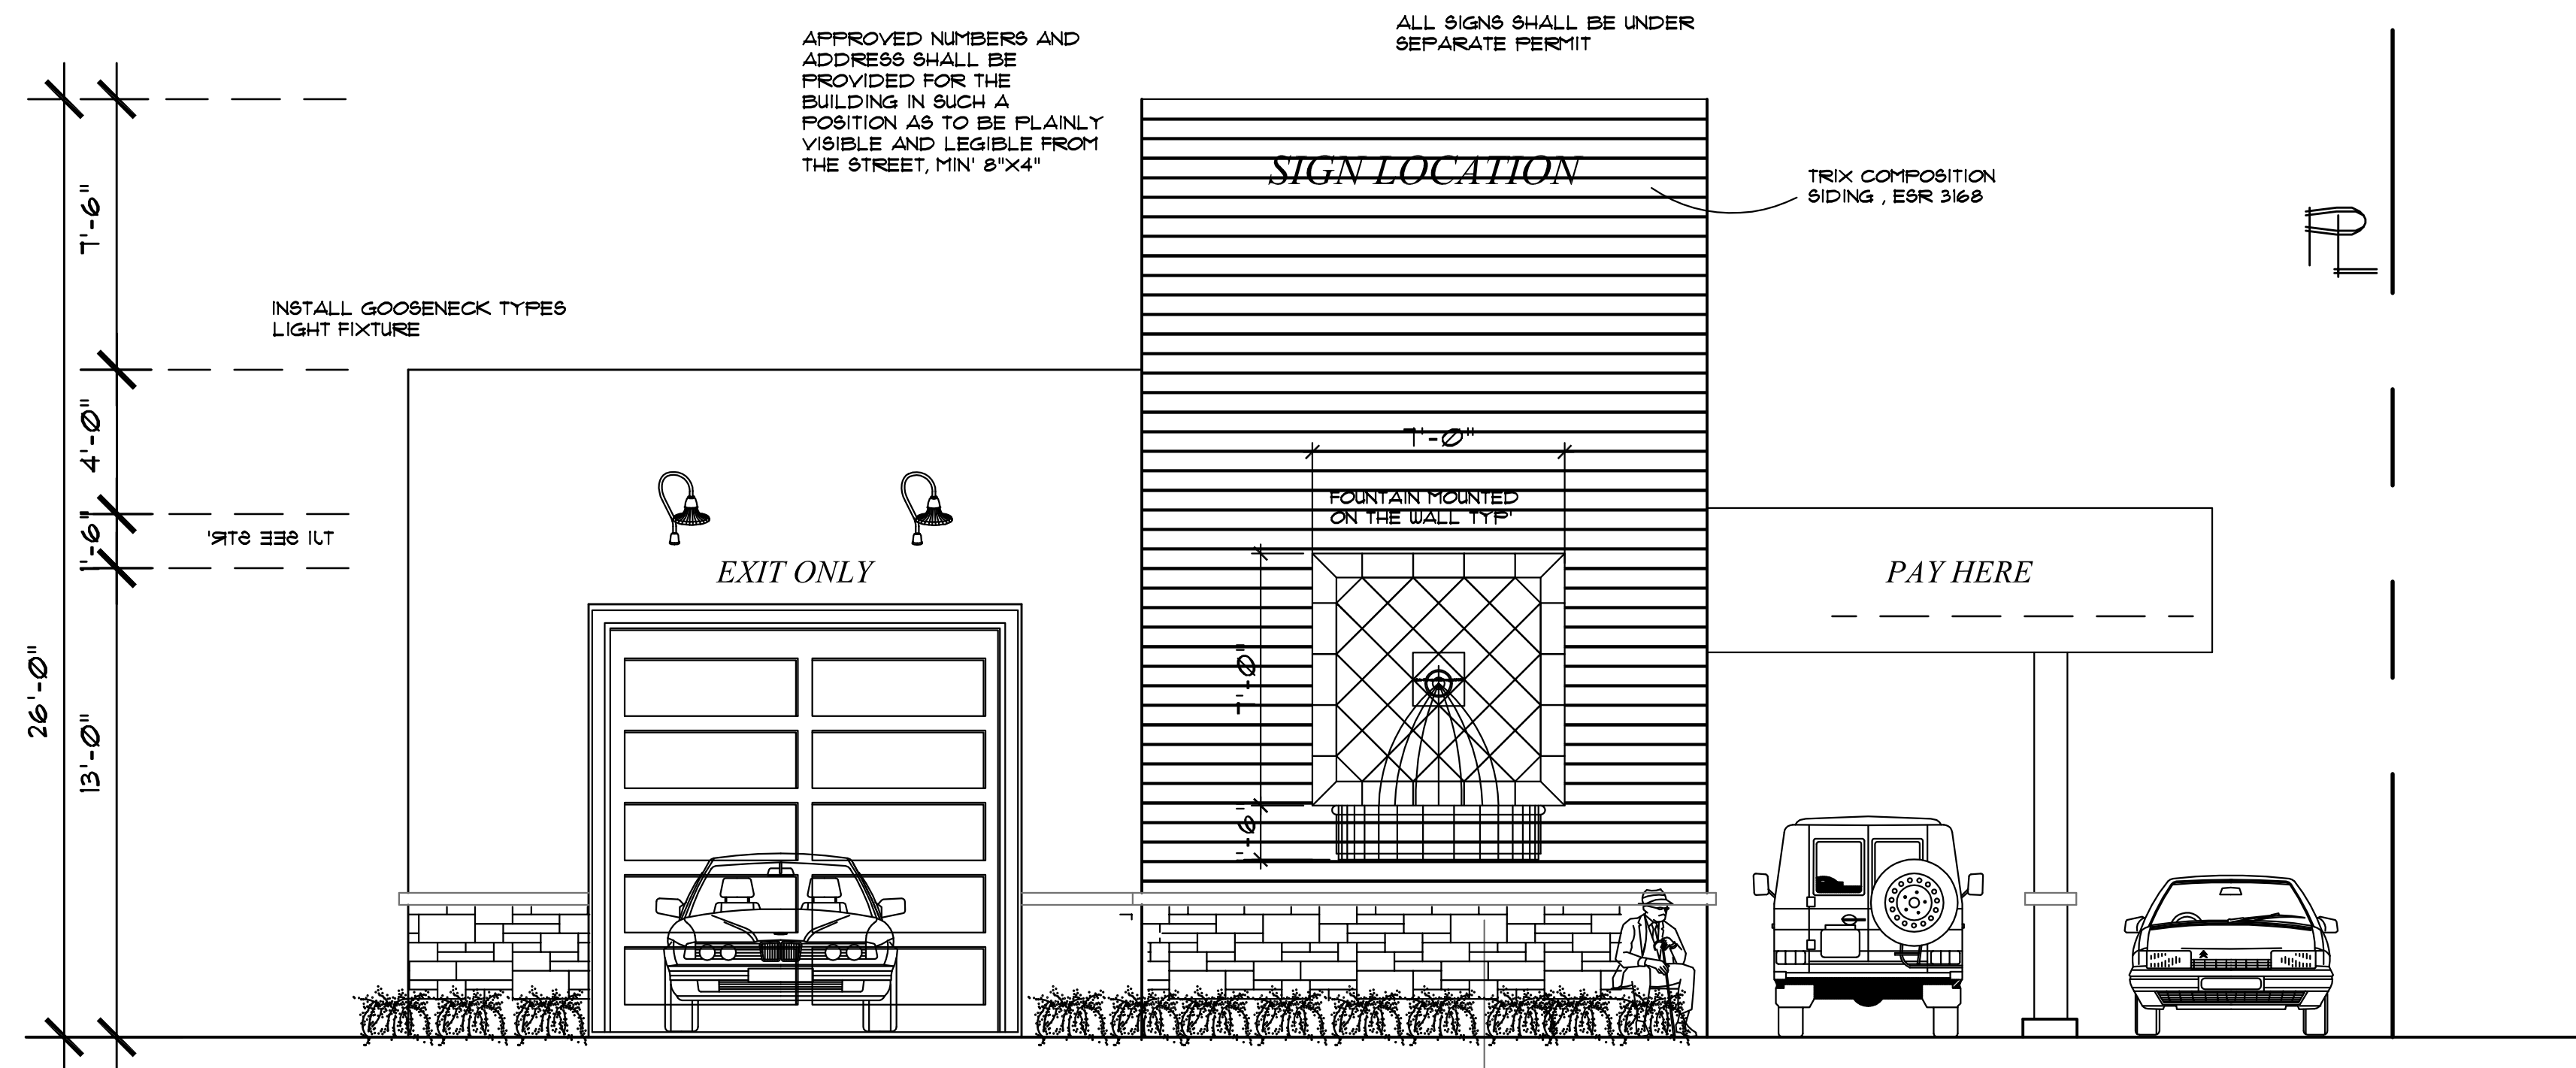 ALL SIGNS SHALL BE UNDER
SEPARATE PERMIT
APPROVED NUMBERS AND
ADDRESS SHALL BE
PROVIDED FOR THE
BUILDING IN SUCH A
POSITION AS TO BE PLAINLY
VISIBLE AND LEGIBLE FROM
THE STREET, MIN' 8"X4"
SIGN LOCATION
TRIX COMPOSITION
SIDING , ESR 3168
7'-6"
INSTALL GOOSENECK TYPES
LIGHT FIXTURE
4'-0"
7'-0"
FOUNTAIN MOUNTED
ON THE WALL TYP'
1'-6"
TJI SEE STR.'
EXIT ONLY
PAY HERE
26'-0"
13'-0"
7'-0"
1'-6"